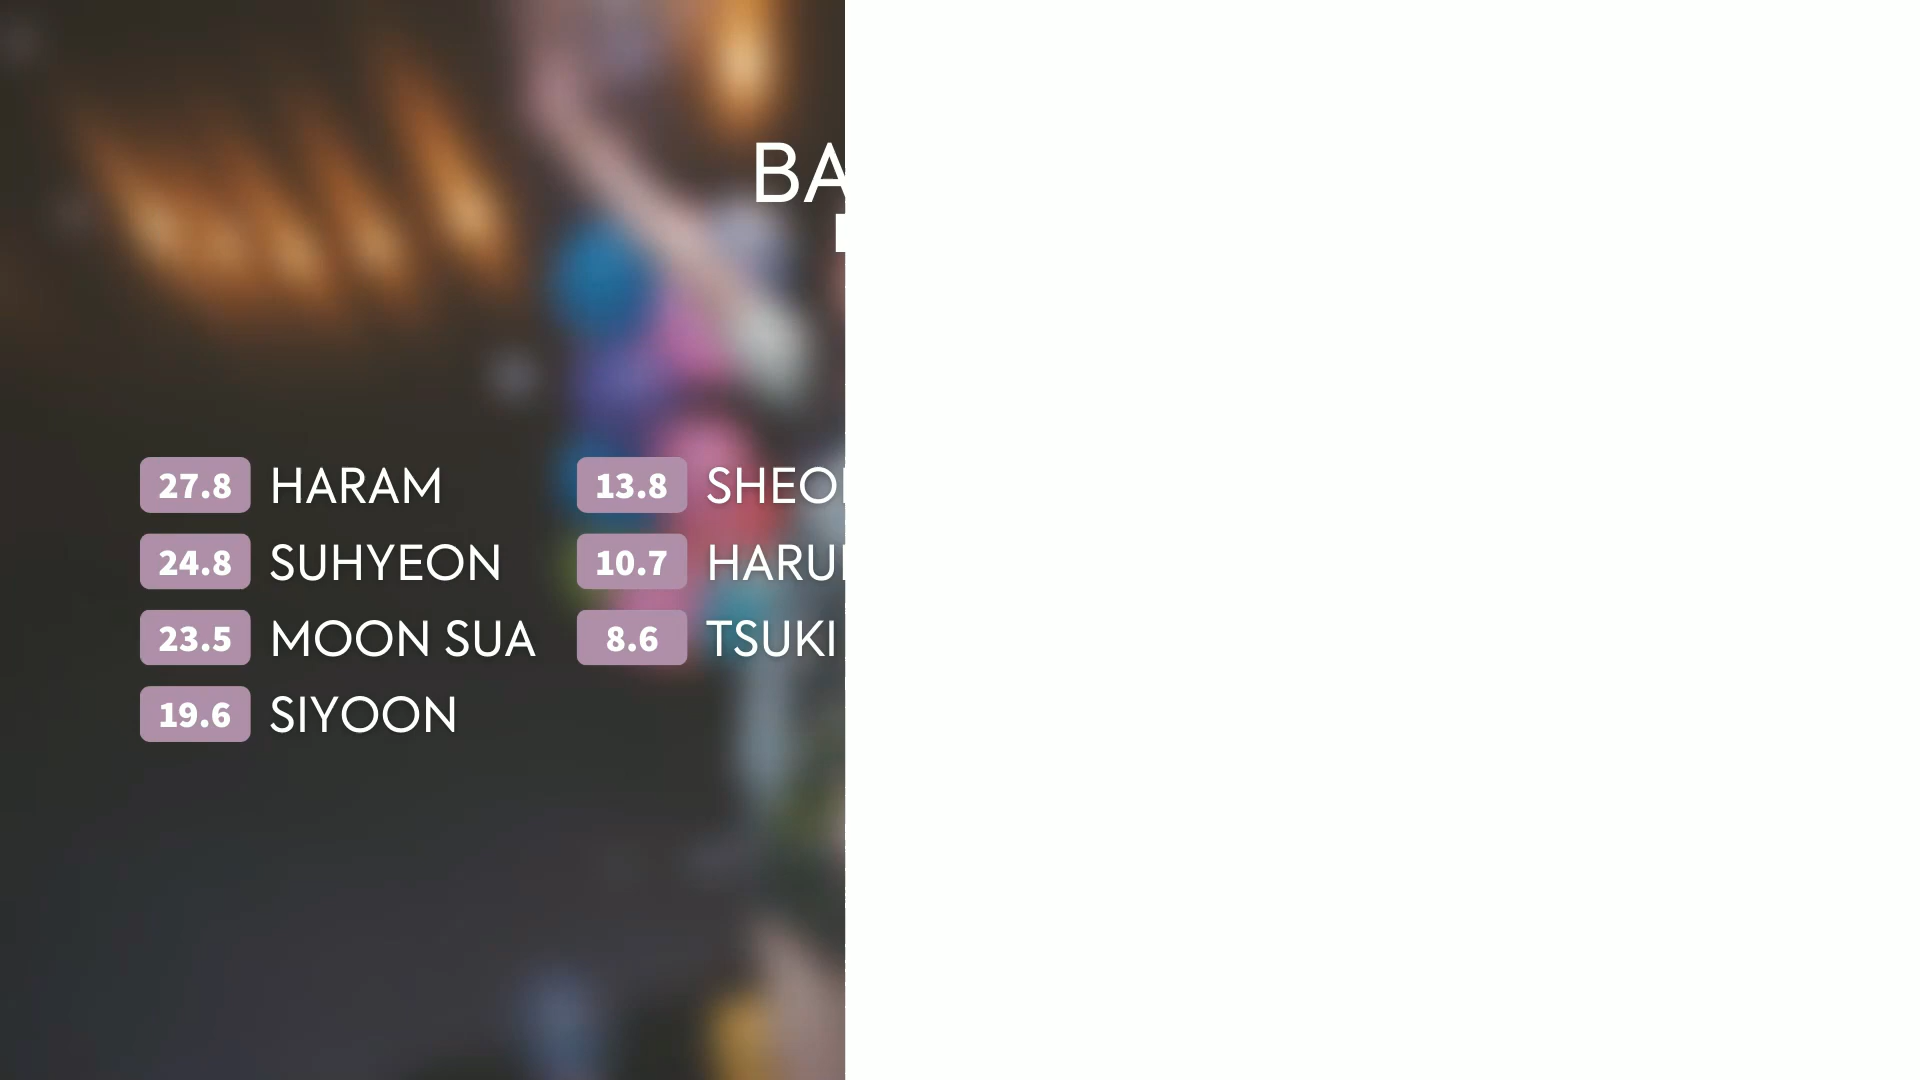 27.8 HARAM
24.8 SUHYEON
23.5 MOON SUA
19.6 SIYOON
13.8
10.7
8.6 TSUKI